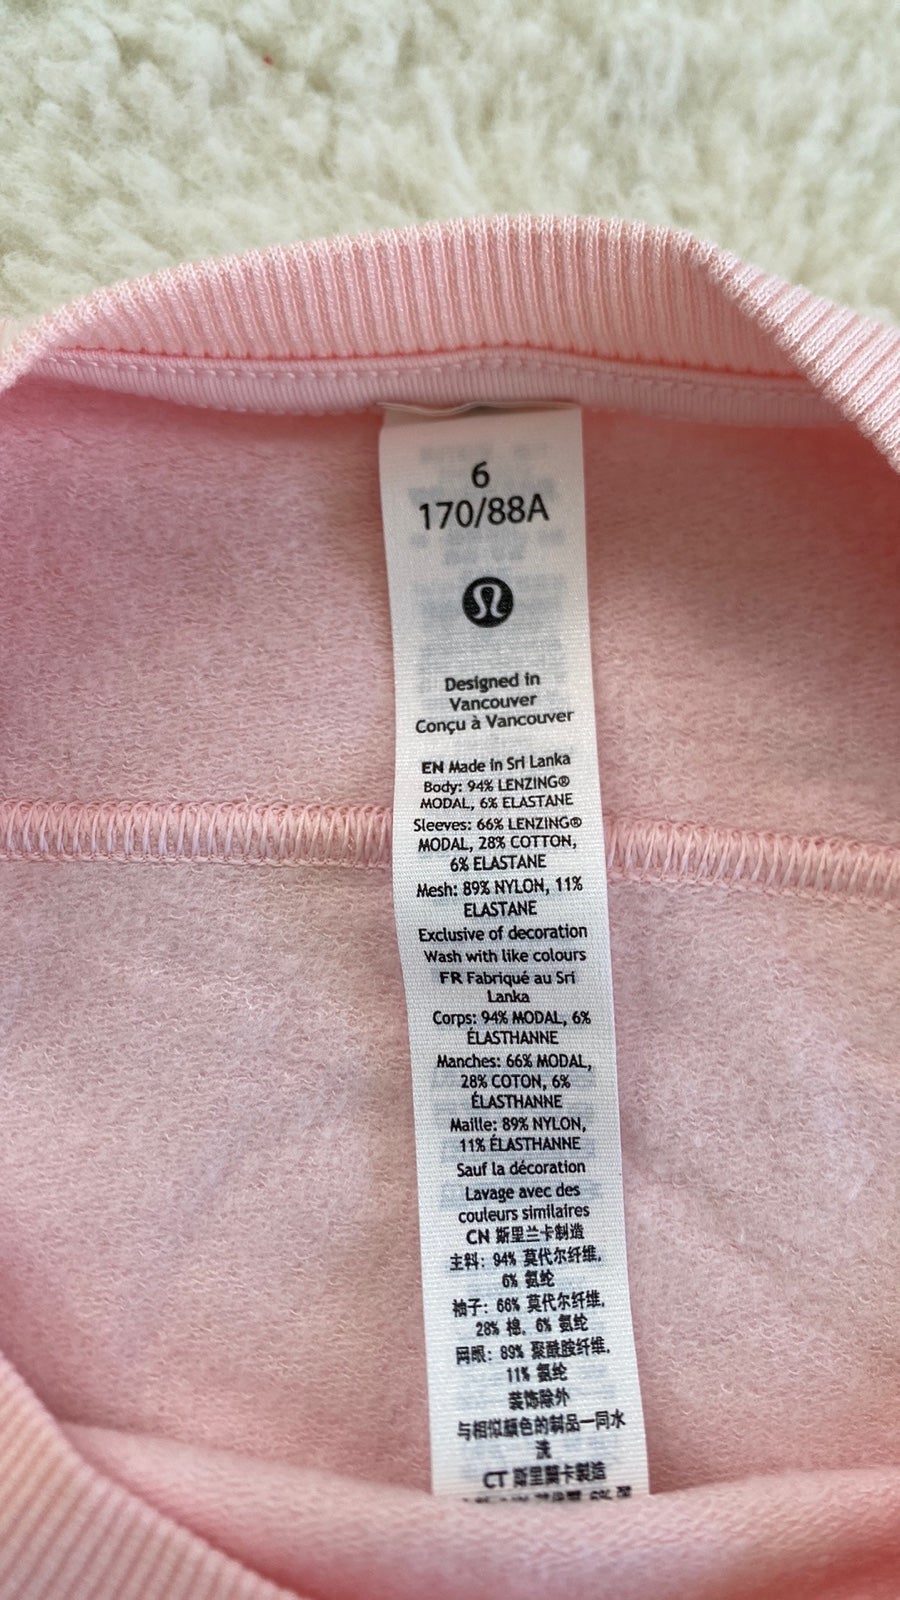 6
170/88A
Designed in
Vancouver
Conçu à Vancouver
EN Made in Sri Lanka
Body: 94% LENZING®
MODAL, 6% ELASTANE
Sleeves: 66% LENZING®
MODAL, 28% COTTON,
6% ELASTANE
Mesh: 89% NYLON, 11%
ELASTANE
Exclusive of decoration
Wash with like colours
FR Fabriqué au Sri
Lanka
Corps: 94% MODAL, 6%
ÉLASTHANNE
Manches: 66% MODAL,
28% COTON, 6%
ÉLASTHANNE
Maille: 89% NYLON,
11% ÉLASTHANNE
Sauf la décoration
Lavage avec des
couleurs similaires
CN 斯里兰卡制造
主料: 94% 莫代尔纤维,
6% 氨纶
袖子: 66% 莫代尔纤维,
28% 棉, 6% 氨纶
网眼: 89% 聚酰胺纤维,
11% 氨纶
装饰除外
与相似颜色的制品一同水
洗
CT 斯里蘭卡製造